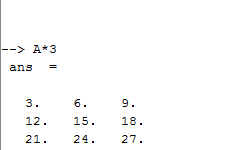 --> A*3
ans  =

3.    6.    9.
12.   15.   18.
21.   24.   27.